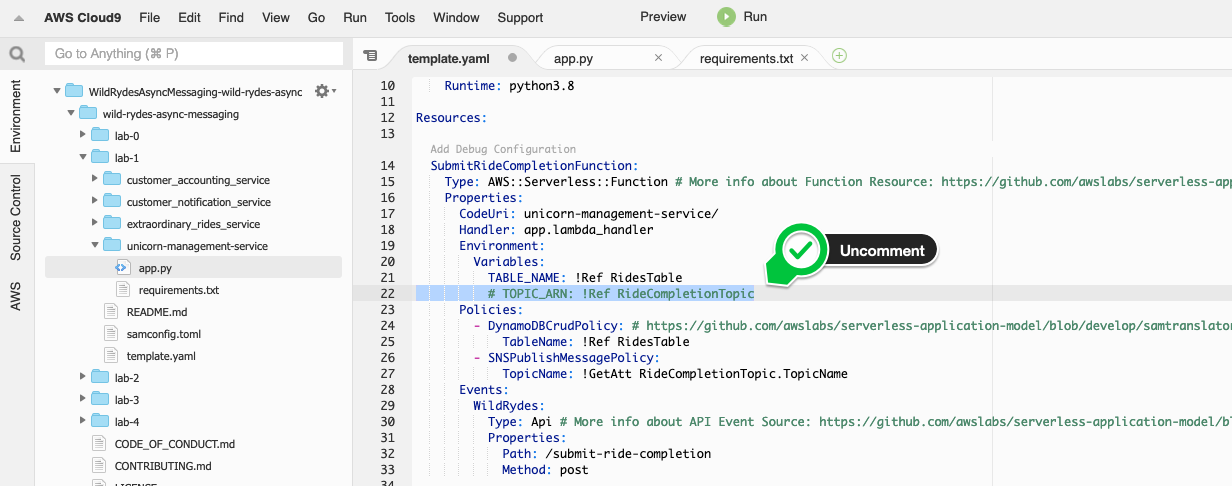 AWS Cloud9 File Edit Find View Go Run Tools Window Support Preview Run
Go to Anything (⌘ P)
template.yaml app.py requirements.txt
Environment
Source Control
AWS
WildRydesAsyncMessaging-wild-rydes-async
wild-rydes-async-messaging
lab-0
lab-1
customer_accounting_service
customer_notification_service
extraordinary_rides_service
unicorn-management-service
app.py
requirements.txt
README.md
samconfig.toml
template.yaml
lab-2
lab-3
lab-4
CODE_OF_CONDUCT.md
CONTRIBUTING.md
LICENSE
10 Runtime: python3.8
11
12 Resources:
13
Add Debug Configuration
14 SubmitRideCompletionFunction:
15 Type: AWS::Serverless::Function # More info about Function Resource: https://github.com/awslabs/serverless-app
16 Properties:
17 CodeUri: unicorn-management-service/
18 Handler: app.lambda_handler
19 Environment:
20 Variables:
21 TABLE_NAME: !Ref RidesTable
22 # TOPIC_ARN: !Ref RideCompletionTopic
Uncomment
23 Policies:
24 - DynamoDBCrudPolicy: # https://github.com/awslabs/serverless-application-model/blob/develop/samtranslator
25 TableName: !Ref RidesTable
26 - SNSPublishMessagePolicy:
27 TopicName: !GetAtt RideCompletionTopic.TopicName
28 Events:
29 WildRydes:
30 Type: Api # More info about API Event Source: https://github.com/awslabs/serverless-application-model/bl
31 Properties:
32 Path: /submit-ride-completion
33 Method: post
34